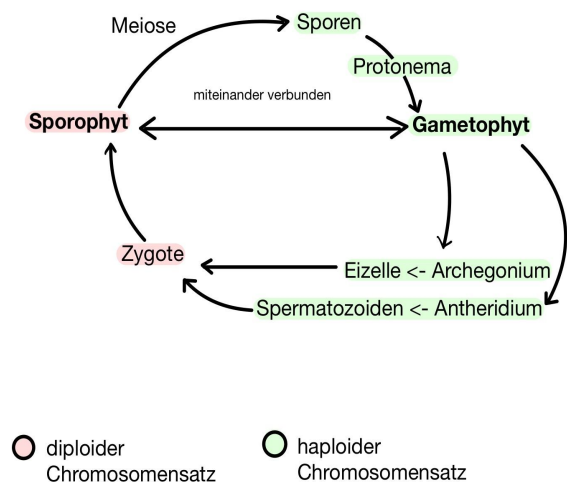 Meiose
Sporen
Protonema
miteinander verbunden
Sporophyt
Gametophyt
Zygote
Eizelle <- Archegonium
Spermatozoiden <- Antheridium
diploider
Chromosomensatz
haploider
Chromosomensatz